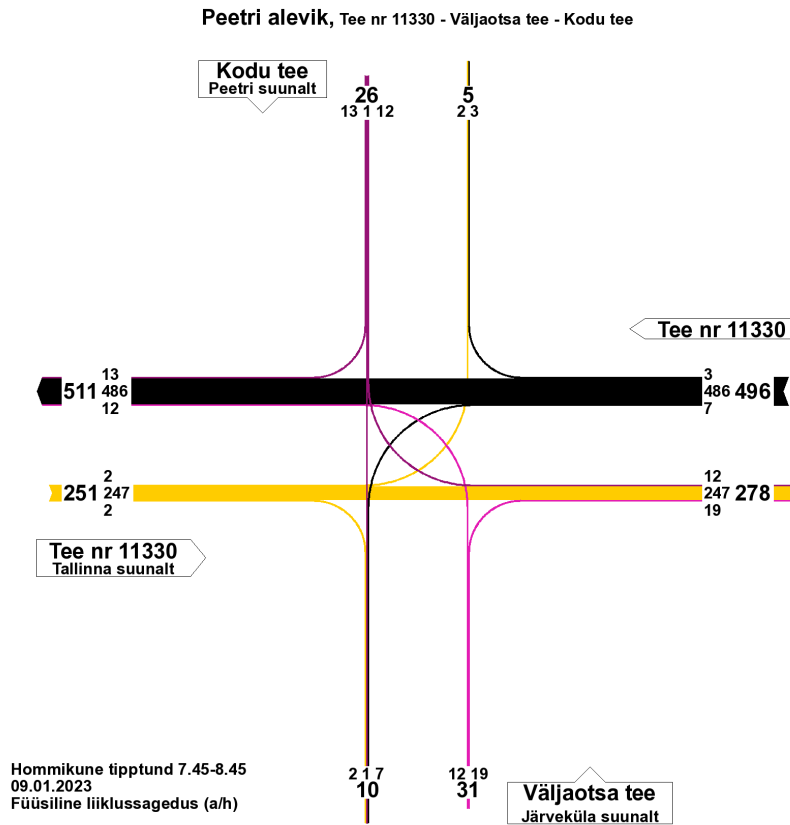 Peetri alevik, Tee nr 11330 - Väljaotsa tee - Kodu tee
Kodu tee
Peetri suunalt
26
13 1 12
5
2 3
Tee nr 11330
13
511 486
12
3
486 496
7
2
251 247
2
12
247 278
19
Tee nr 11330
Tallinna suunalt
2 1 7
10
12 19
31
Hommikune tipptund 7.45-8.45
09.01.2023
Füüsiline liiklussagedus (a/h)
Väljaotsa tee
Järveküla suunalt